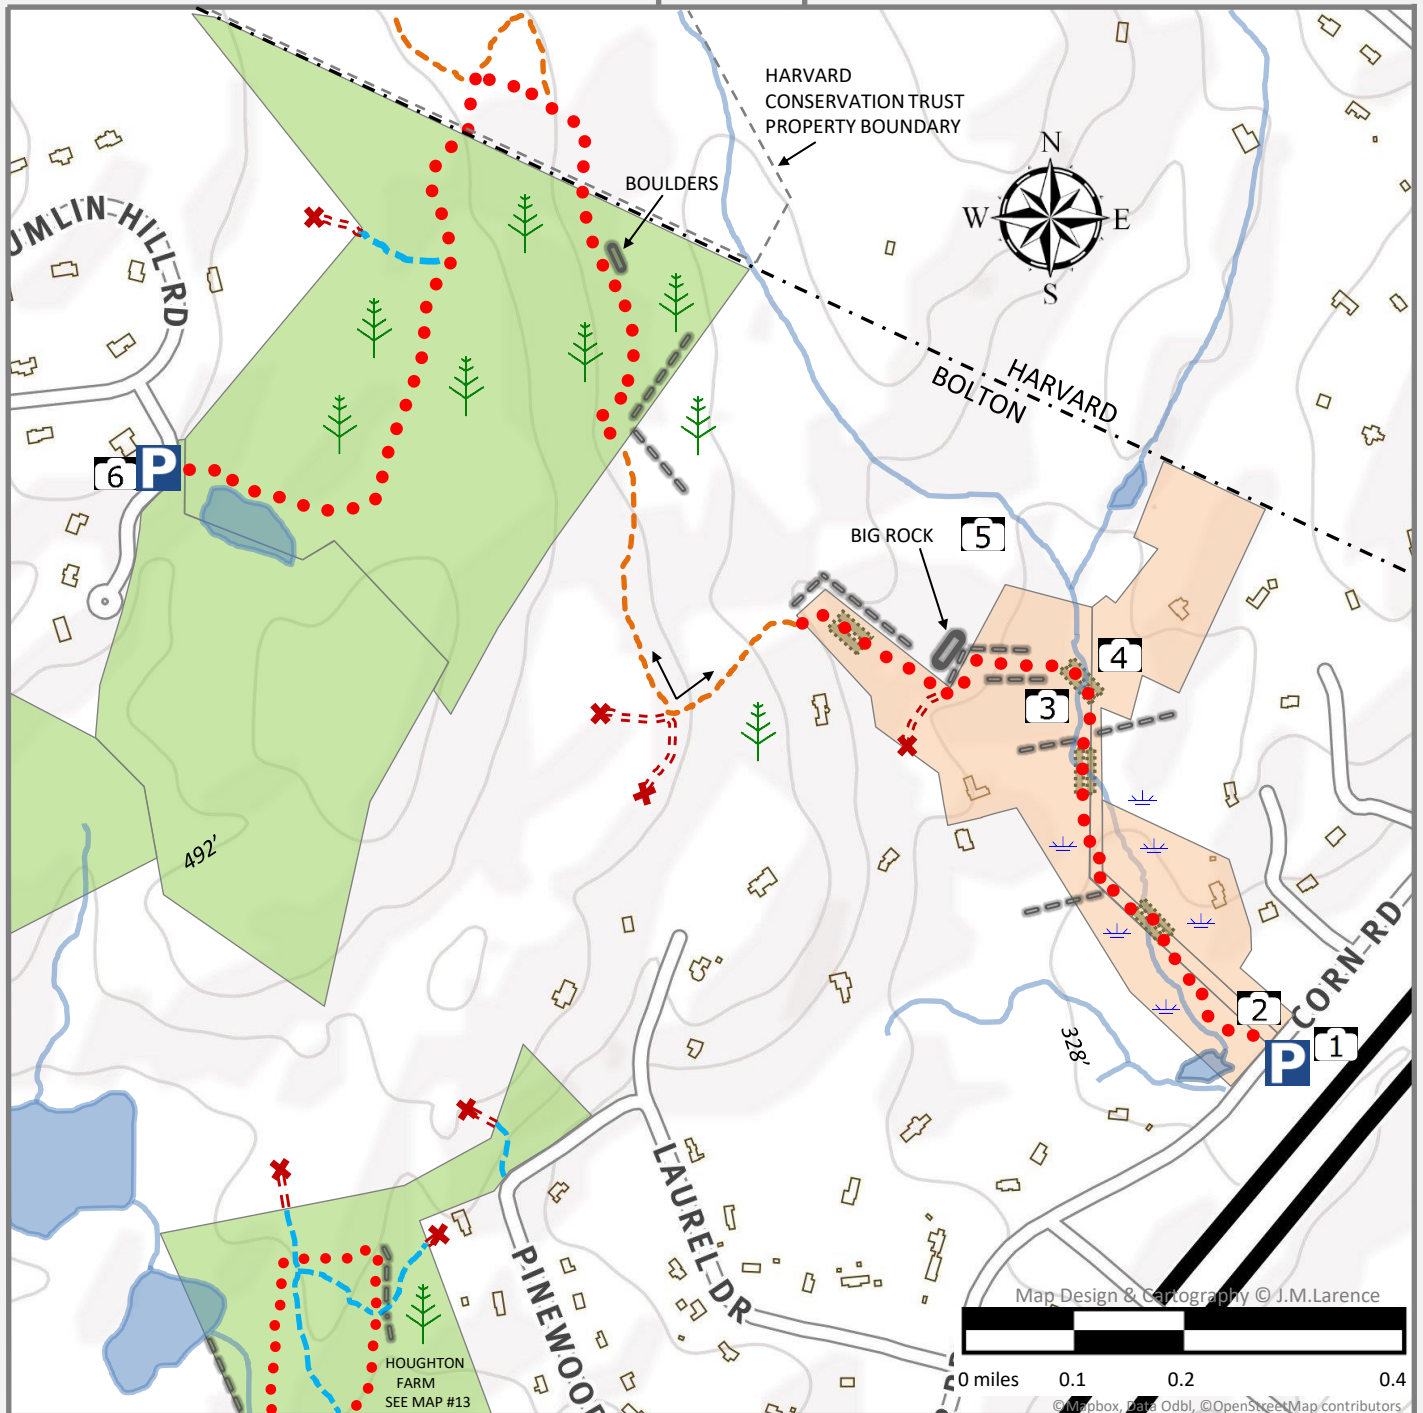 HARVARD
CONSERVATION TRUST
PROPERTY BOUNDARY
N
BOULDERS
W
E
S
UMLIN HILL RD
HARVARD
BOLTON
P
6
BIG ROCK
5
4
3
492'
CORN RD
2
1
P
328'
LAUREL DR
PINEWOO
Map Design & Cartography © J.M.Larence
HOUGHTON
FARM
SEE MAP #13
0 miles 0.1 0.2 0.4
© Mapbox, Data Odbl, ©OpenStreetMap contributors